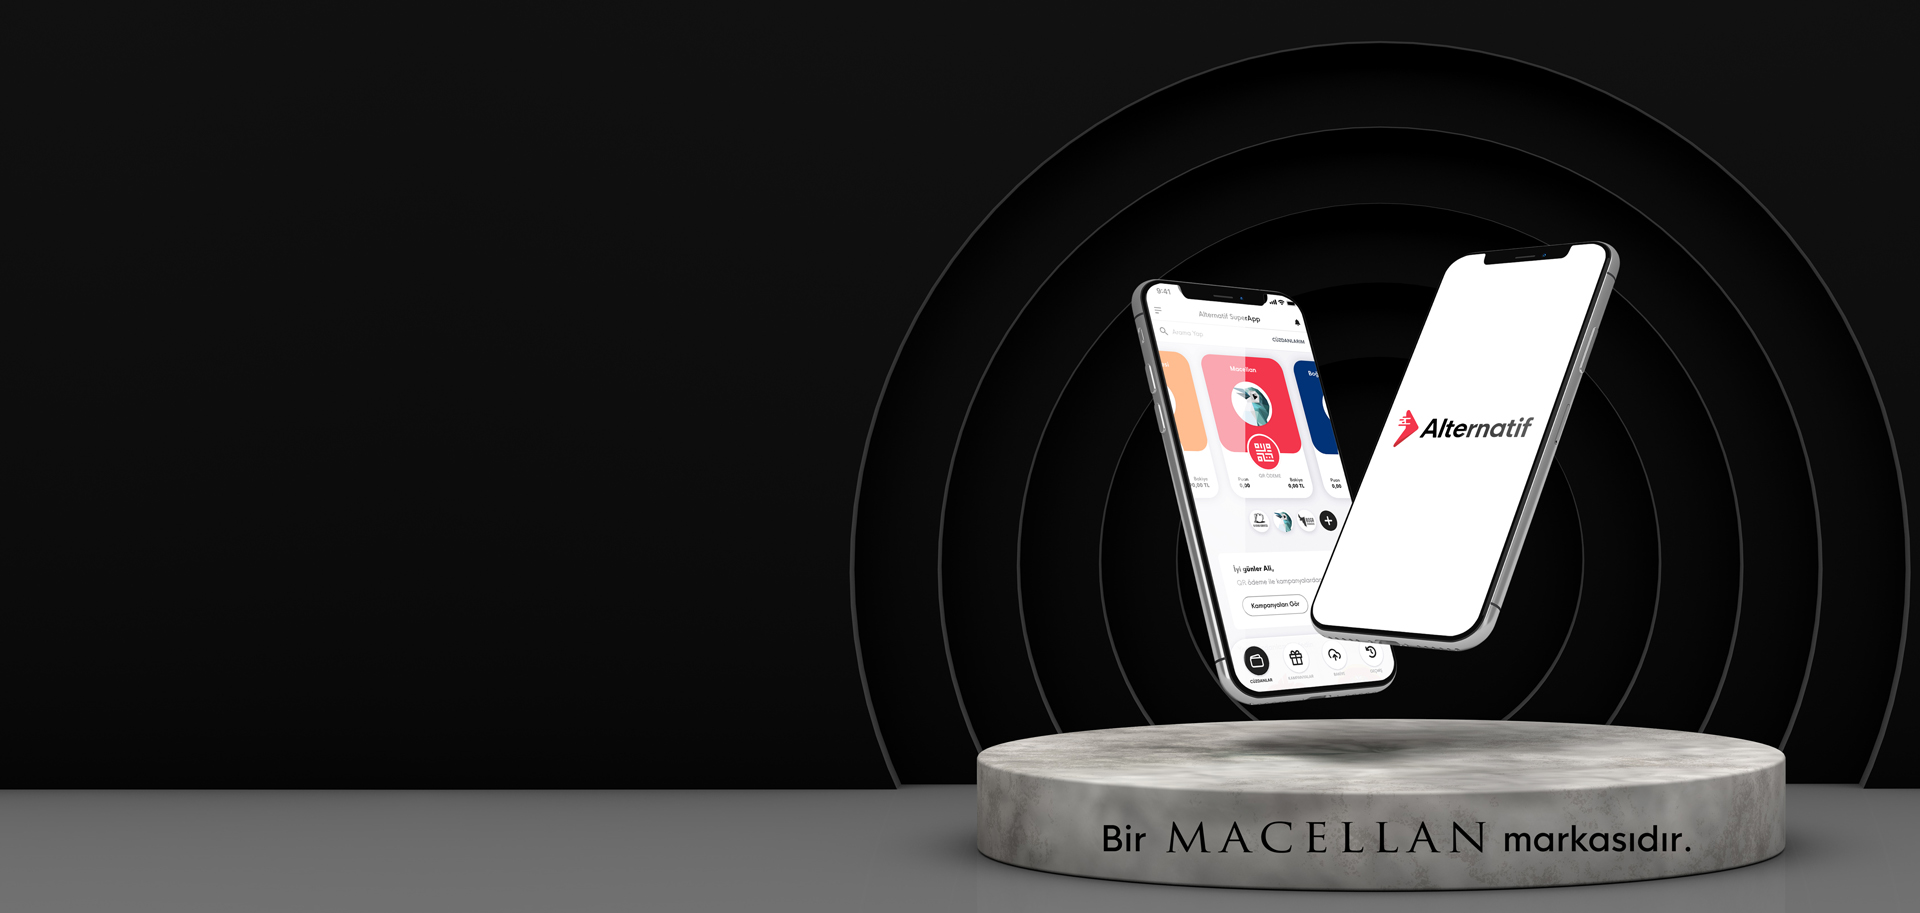 9:41
Alternatif SuperApp
Arama Yap
CÜZDANLARIM
Macellan
Boğ
QR ÖDEME
Bakiye
0,00 TL
Puan
0,00
Bakiye
0,00 TL
Puan
0,00
İyi günler Ali,
QR ödeme ile kampanyalardan
Kampanyaları Gör
CÜZDANLAR
KAMPANYALAR
Alternatif
Bir MACELLAN markasıdır.